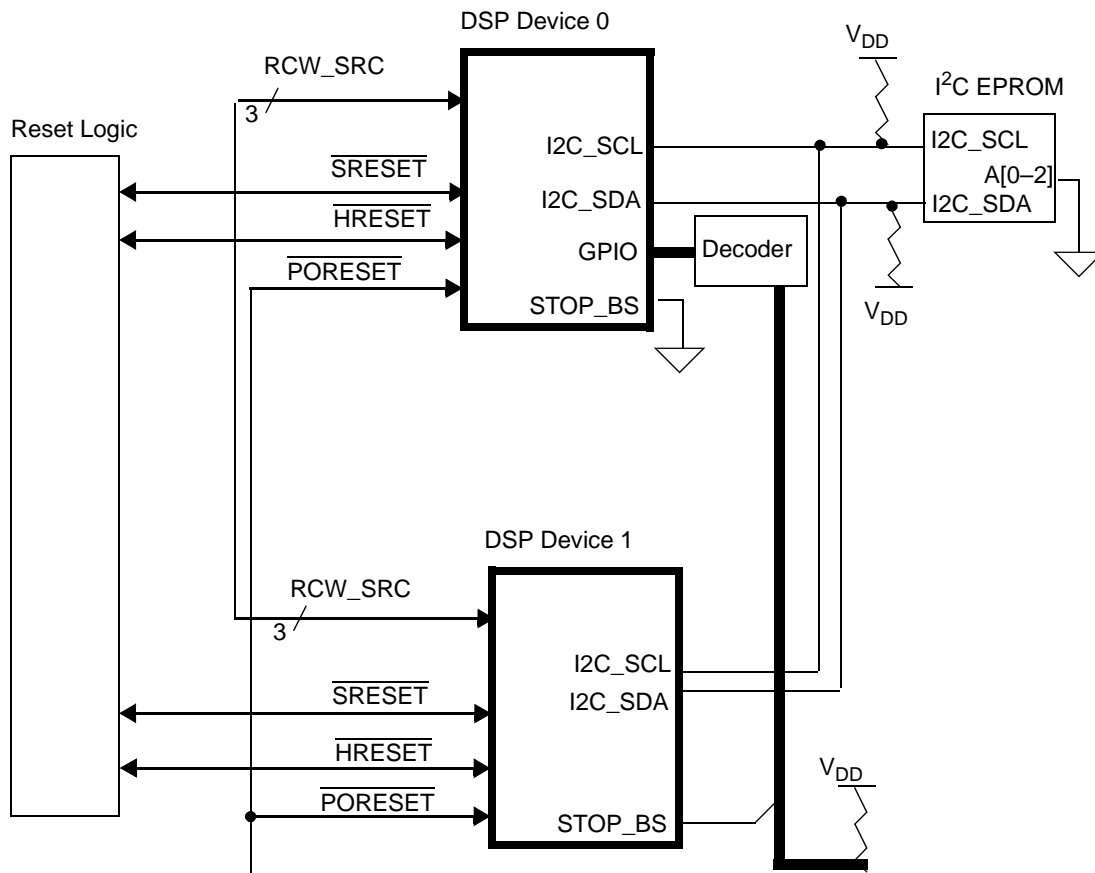 DSP Device 0
V_DD
RCW_SRC
3
I²C EPROM
Reset Logic
I2C_SCL
I2C_SCL
SRESET
A[0–2]
I2C_SDA
I2C_SDA
HRESET
GPIO
Decoder
PORESET
STOP_BS
V_DD
DSP Device 1
RCW_SRC
3
I2C_SCL
SRESET
I2C_SDA
HRESET
V_DD
PORESET
STOP_BS